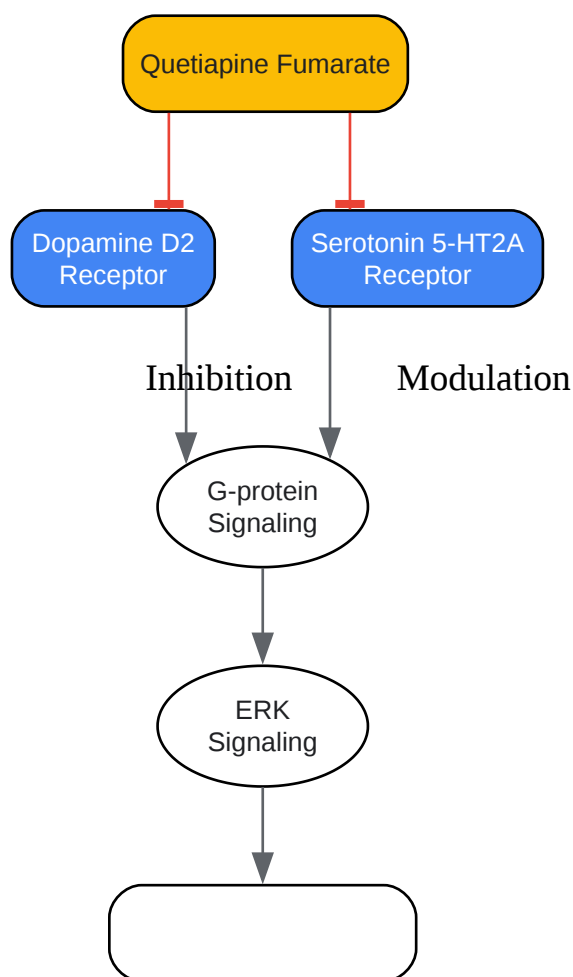 Quetiapine Fumarate
Dopamine D2
Receptor
Serotonin 5-HT2A
Receptor
Inhibition
Modulation
G-protein
Signaling
ERK
Signaling